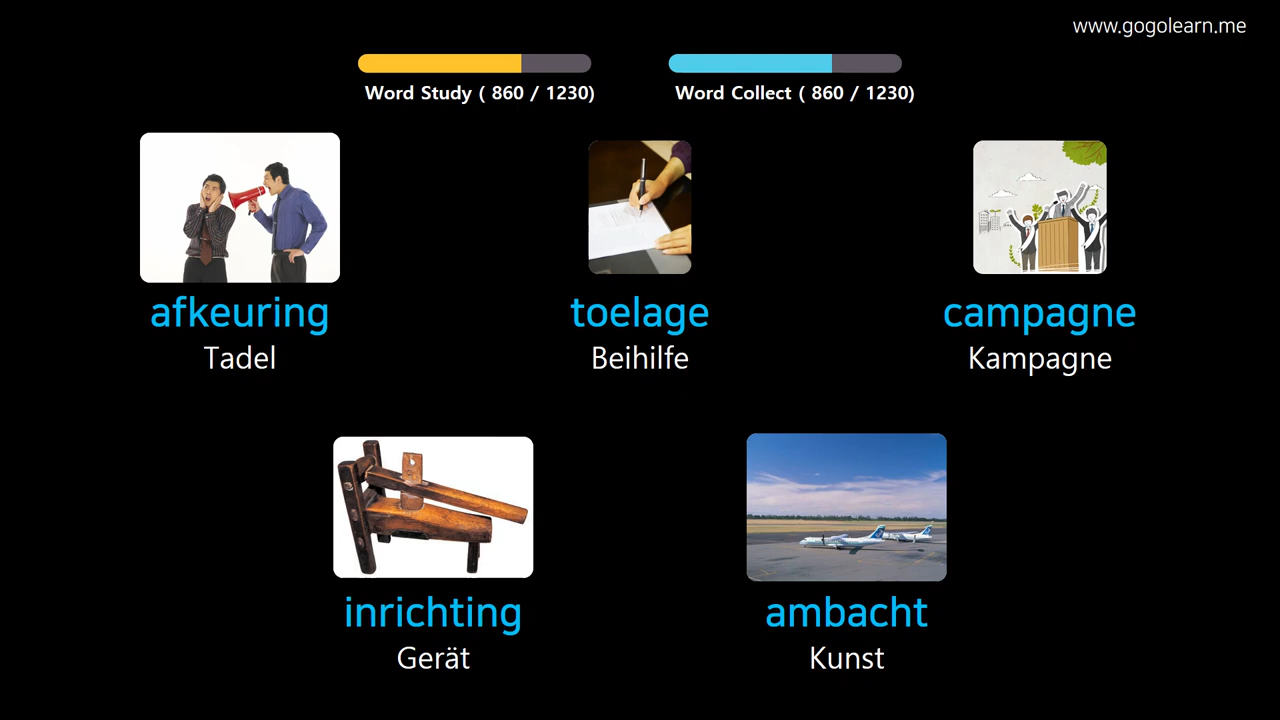 www.gogolearn.me
Word Study ( 860 / 1230)
Word Collect ( 860 / 1230)
afkeuring
Tadel
toelage
Beihilfe
campagne
Kampagne
inrichting
Gerät
ambacht
Kunst